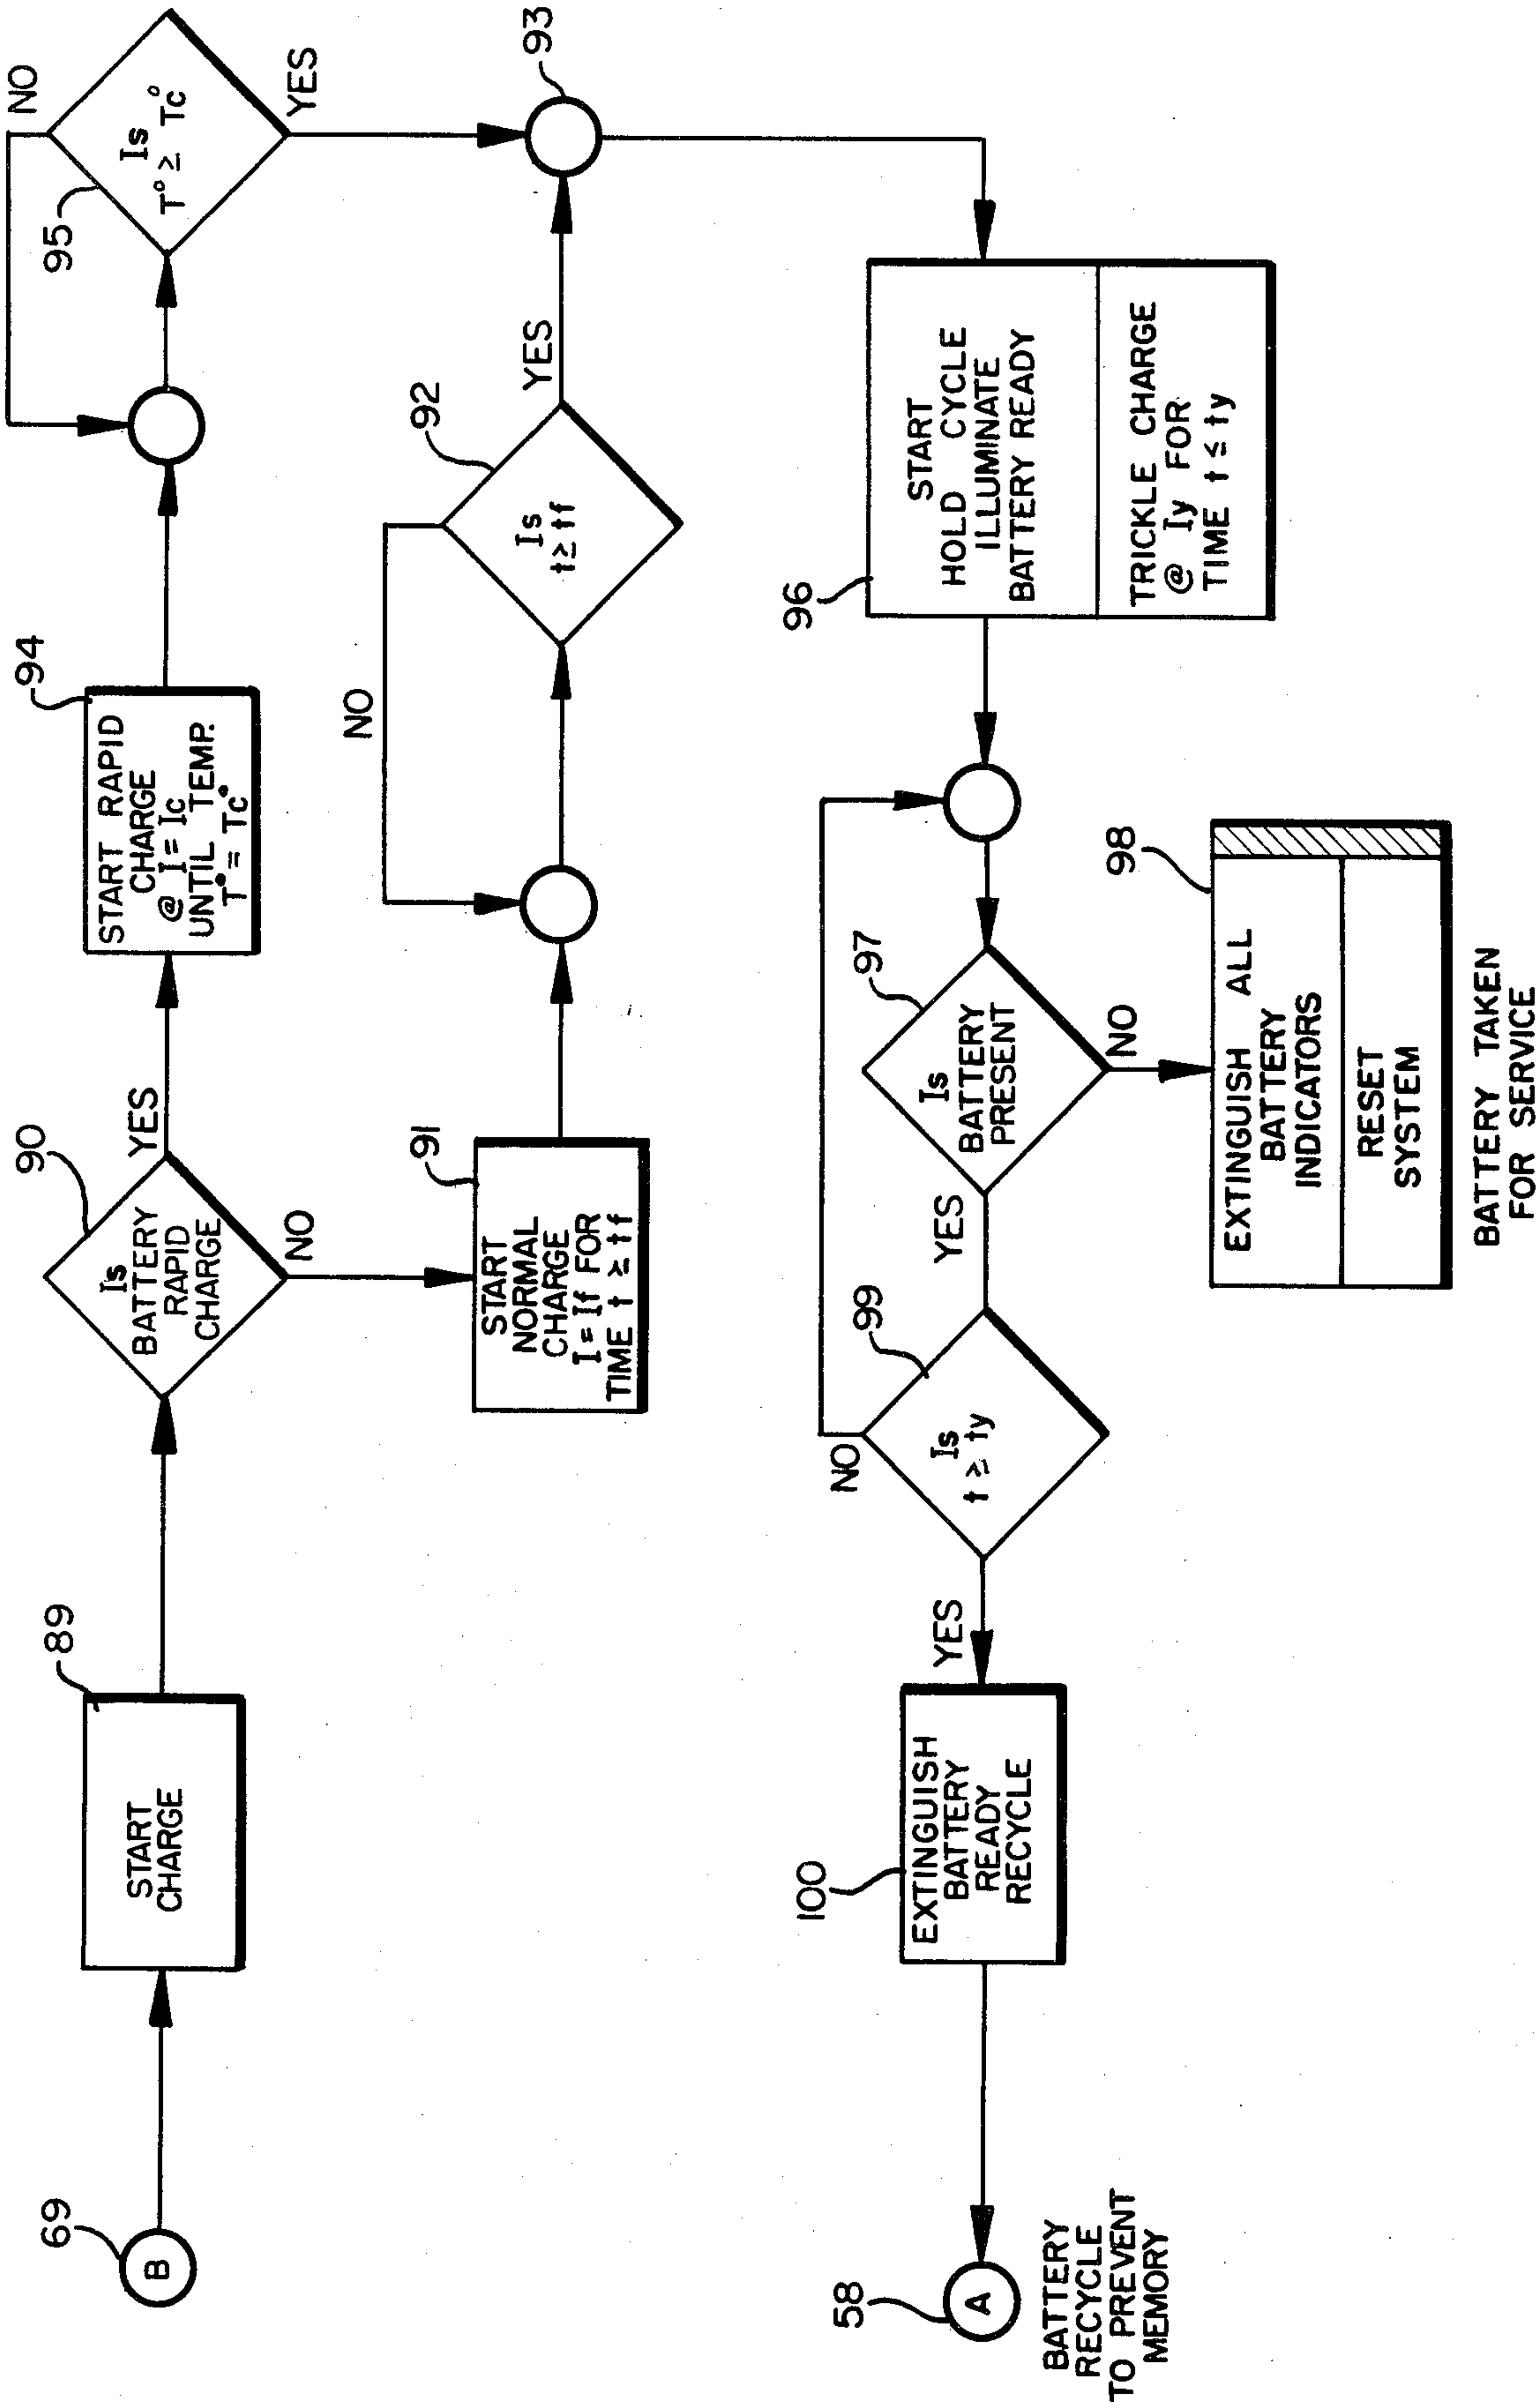 69
B
89
START
CHARGE
90
Is
BATTERY
RAPID
CHARGE
YES
NO
94
START RAPID
CHARGE
@ I = Ic
UNTIL TEMP.
T° = Tc°
95
Is
T° ≥ Tc°
NO
YES
91
START
NORMAL
CHARGE
I = If FOR
TIME t ≥ tf
NO
92
Is
t ≥ tf
YES
93
96
START
HOLD CYCLE
ILLUMINATE
BATTERY READY
TRICKLE CHARGE
@ Iy FOR
TIME t ≤ ty
97
Is
BATTERY
PRESENT
YES
NO
98
EXTINGUISH ALL
BATTERY
INDICATORS
RESET
SYSTEM
BATTERY TAKEN
FOR SERVICE
99
Is
t ≥ ty
NO
YES
100
EXTINGUISH
BATTERY
READY
RECYCLE
58
A
BATTERY
RECYCLE
TO PREVENT
MEMORY